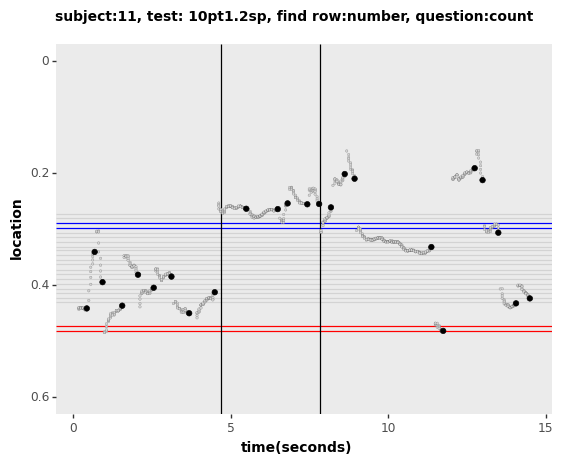 subject:11, test: 10pt1.2sp, find row:number, question:count
0
0.2
0.4
0.6
location
0
5
10
15
time(seconds)